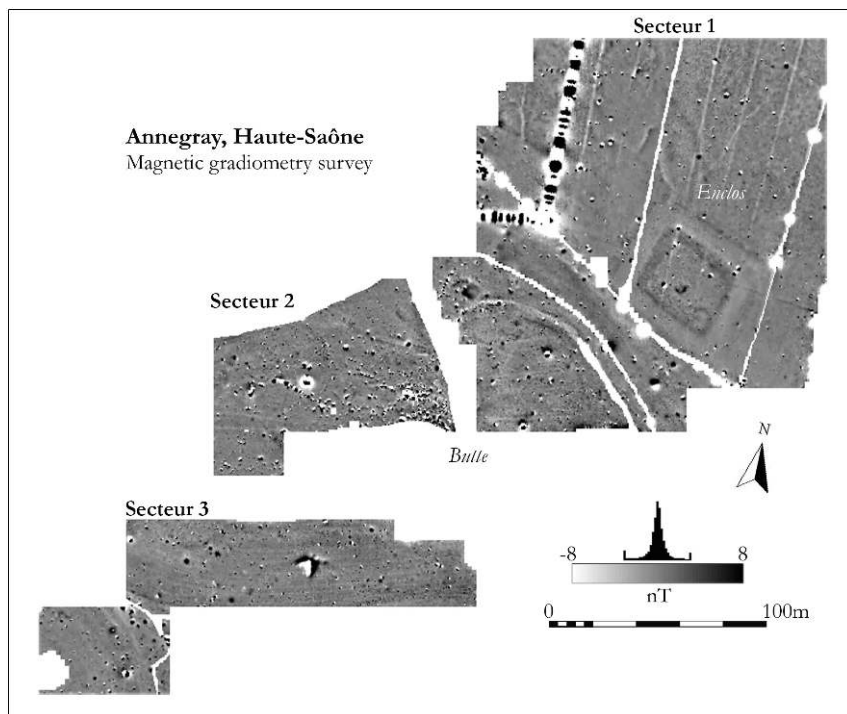 Secteur 1
Annegray, Haute-Saône
Magnetic gradiometry survey
Enclos
Secteur 2
Butte
N
Secteur 3
-8 8
nT
0 100m